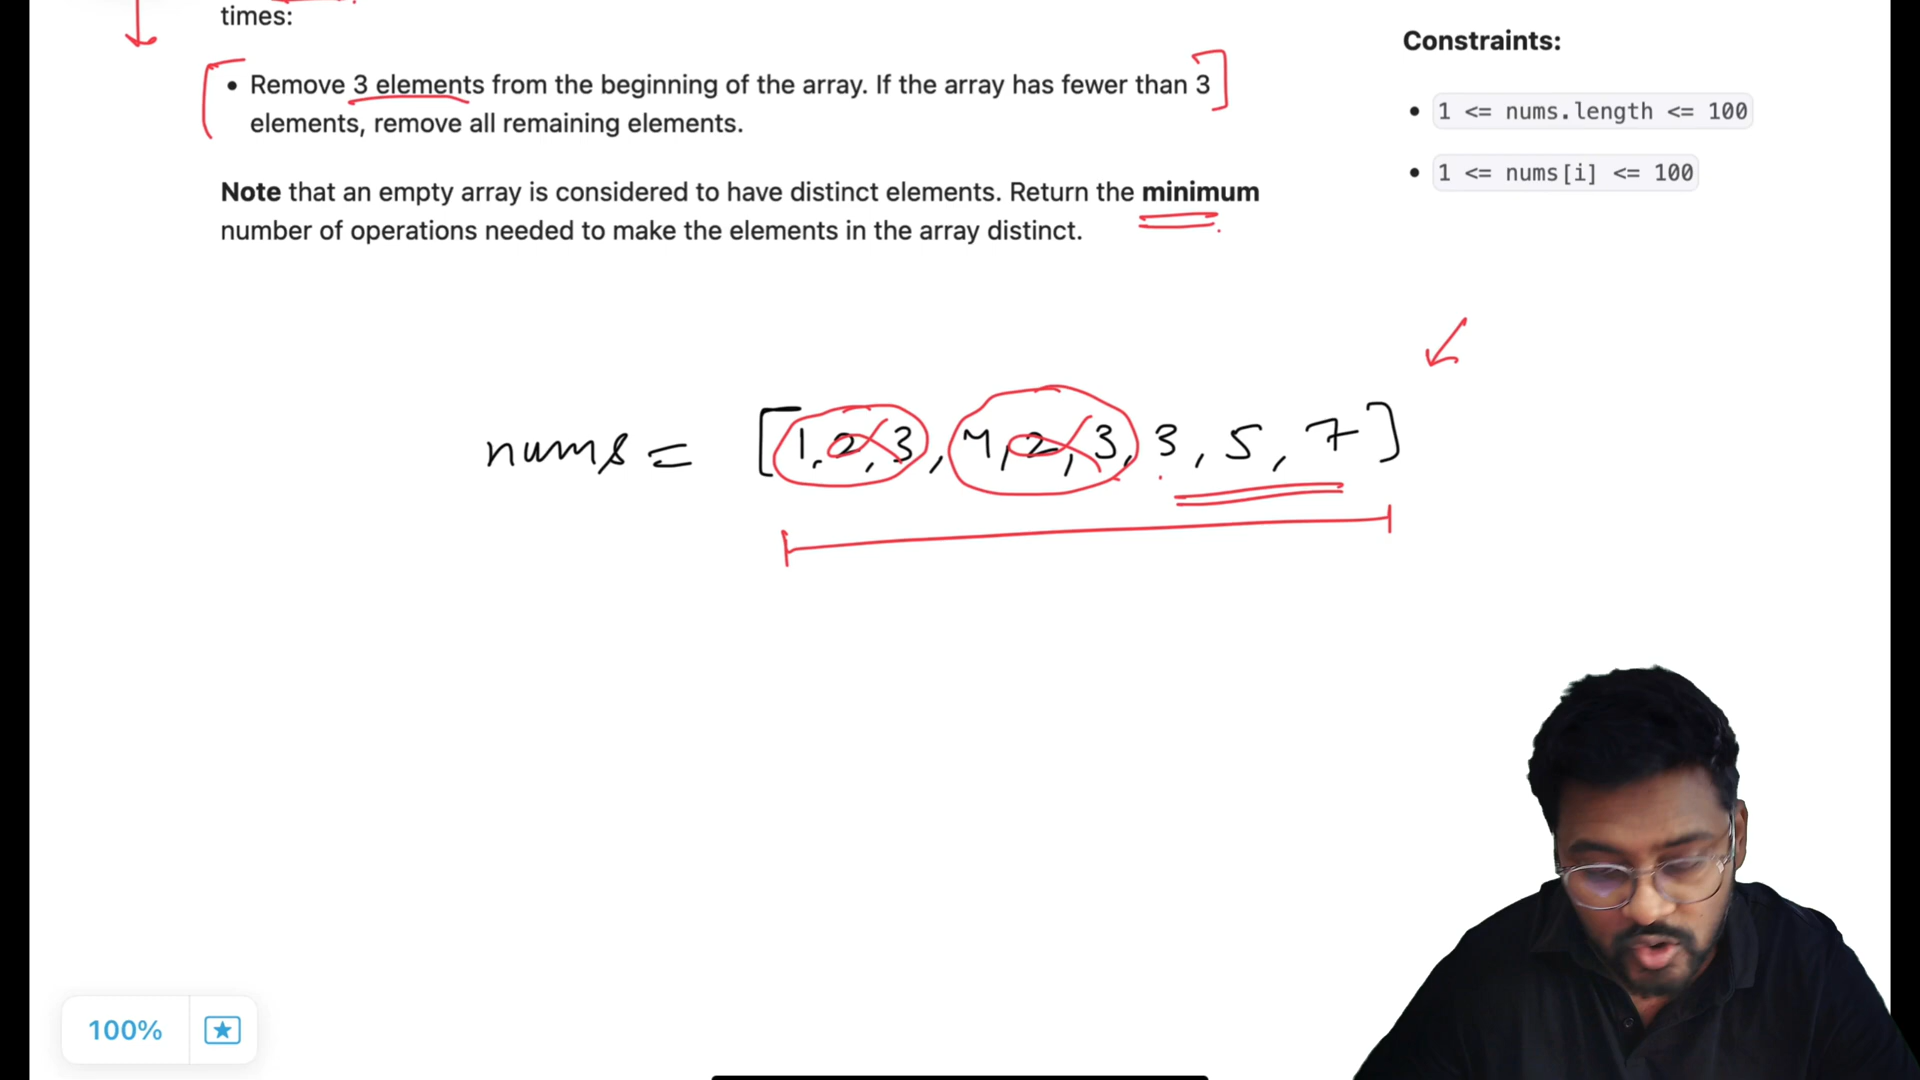 times:
• Remove 3 elements from the beginning of the array. If the array has fewer than 3
elements, remove all remaining elements.
Note that an empty array is considered to have distinct elements. Return the minimum
number of operations needed to make the elements in the array distinct.
Constraints:
• 1 <= nums.length <= 100
• 1 <= nums[i] <= 100
nums = [1, 2, 3, 4, 2, 3, 3, 5, 7]
100%